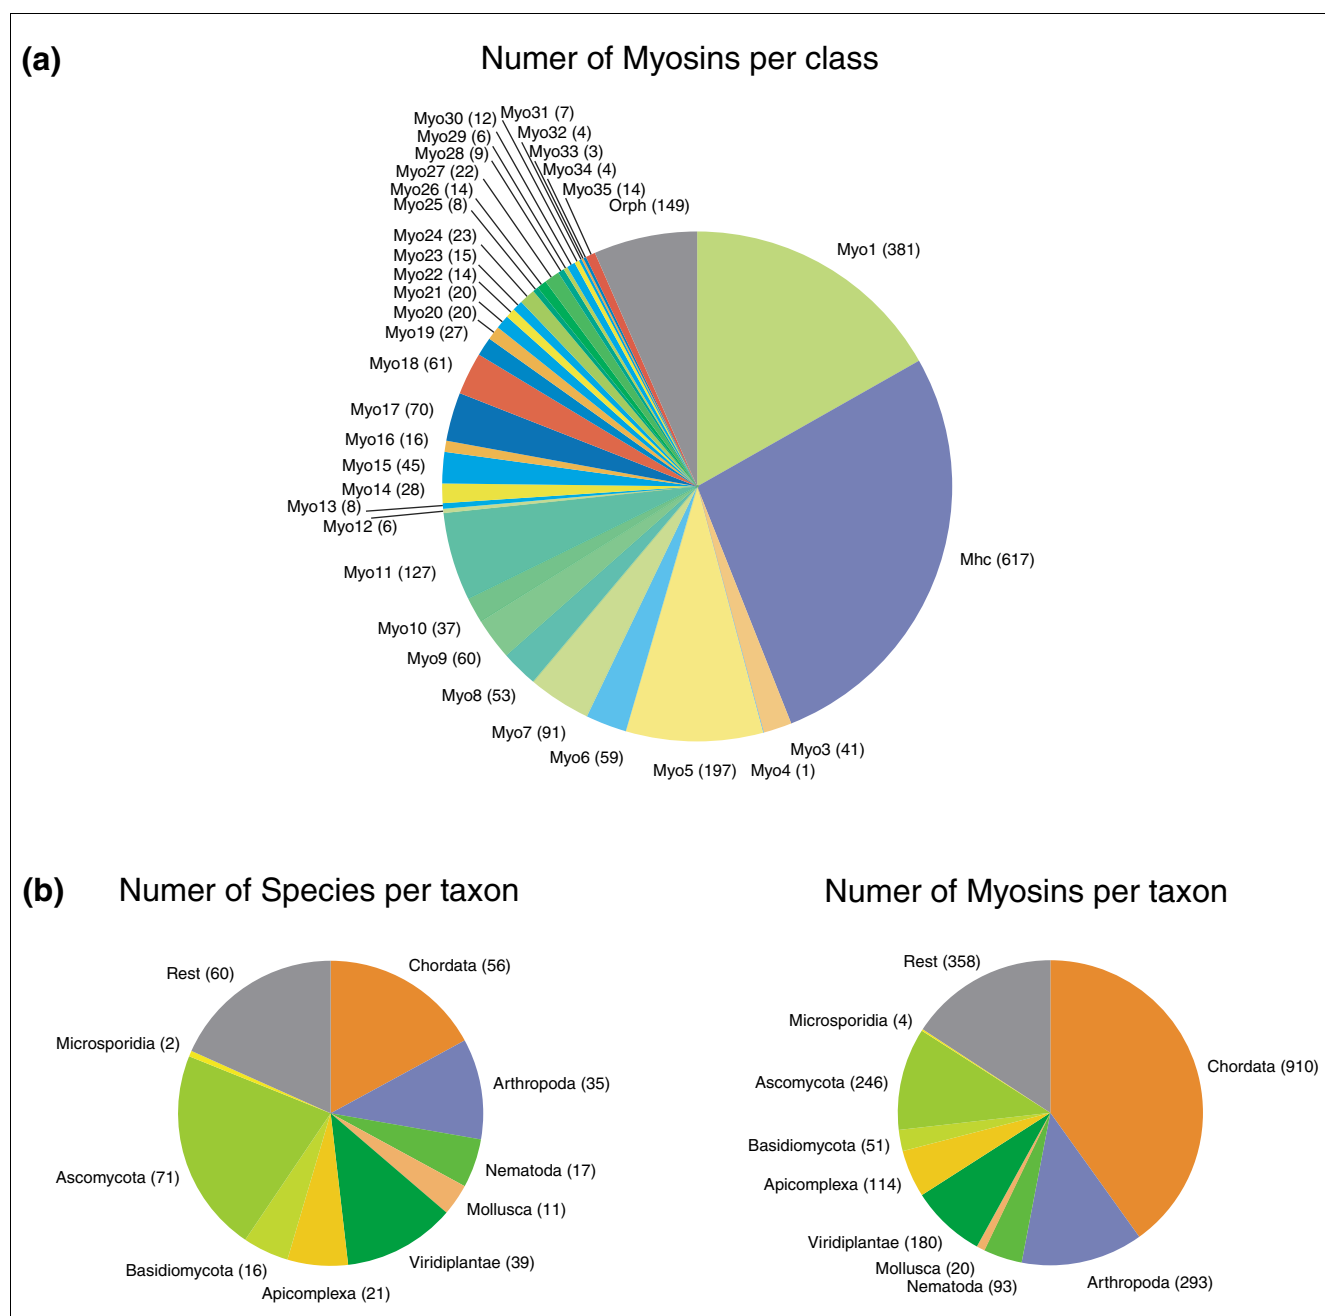 (a)
Numer of Myosins per class
Myo31 (7)
Myo30 (12)
Myo32 (4)
Myo29 (6)
Myo33 (3)
Myo28 (9)
Myo34 (4)
Myo27 (22)
Myo35 (14)
Myo26 (14)
Myo25 (8)
Orph (149)
Myo24 (23)
Myo1 (381)
Myo23 (15)
Myo22 (14)
Myo21 (20)
Myo20 (20)
Myo19 (27)
Myo18 (61)
Myo17 (70)
Myo16 (16)
Myo15 (45)
Myo14 (28)
Myo13 (8)
Myo12 (6)
Mhc (617)
Myo11 (127)
Myo10 (37)
Myo9 (60)
Myo8 (53)
Myo7 (91)
Myo3 (41)
Myo6 (59)
Myo5 (197)
Myo4 (1)
(b)
Numer of Species per taxon
Rest (60)
Chordata (56)
Microsporidia (2)
Arthropoda (35)
Ascomycota (71)
Nematoda (17)
Mollusca (11)
Viridiplantae (39)
Basidiomycota (16)
Apicomplexa (21)
Numer of Myosins per taxon
Rest (358)
Microsporidia (4)
Chordata (910)
Ascomycota (246)
Basidiomycota (51)
Apicomplexa (114)
Viridiplantae (180)
Mollusca (20)
Nematoda (93)
Arthropoda (293)